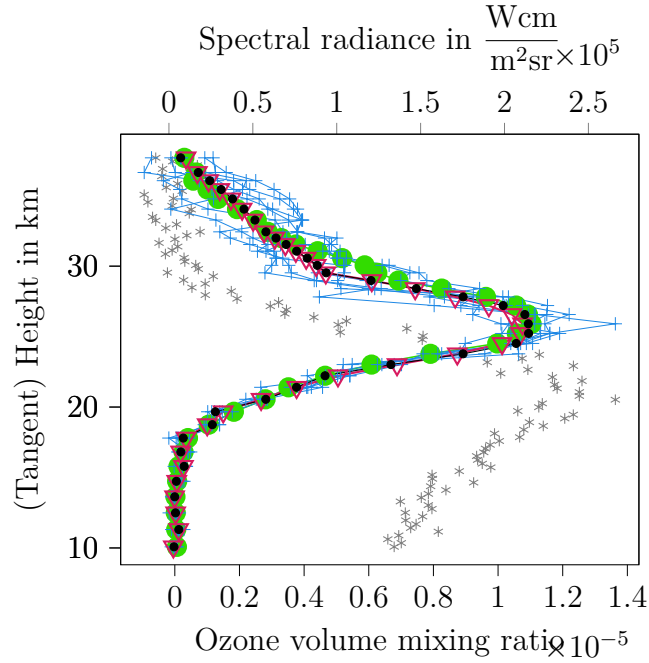 Spectral radiance in Wcm/m²sr ×10⁵
0 0.5 1 1.5 2 2.5
30
20
10
(Tangent) Height in km
0 0.2 0.4 0.6 0.8 1 1.2 1.4
Ozone volume mixing ratio ×10⁻⁵